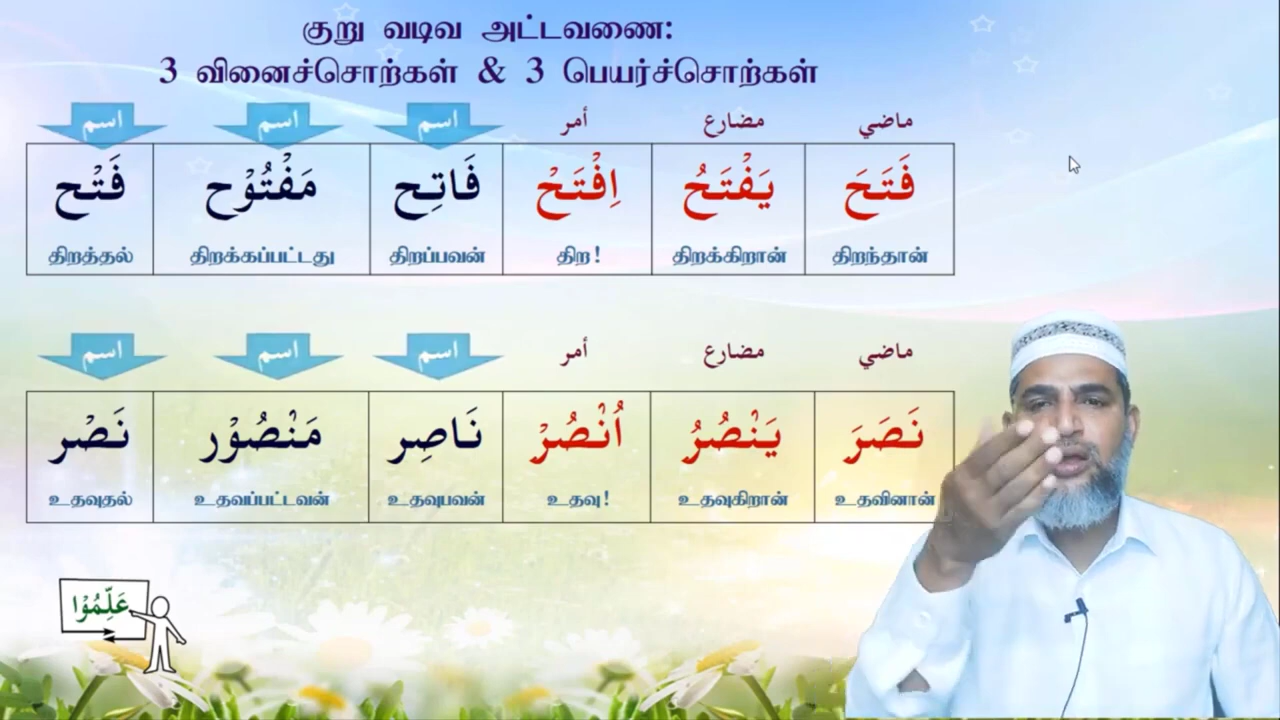 குறு வடிவ அட்டவணை:
3 வினைச்சொற்கள் & 3 பெயர்ச்சொற்கள்
ماضي مضارع أمر اسم اسم اسم
فَتَحَ يَفْتَحُ اِفْتَحْ فَاتِح مَفْتُوْح فَتْح
திறத்தல் திறக்கப்பட்டது திறப்பவன் திற! திறக்கிறான் திறந்தான்
ماضي مضارع أمر اسم اسم اسم
نَصَرَ يَنْصُرُ اُنْصُرْ نَاصِر مَنْصُوْر نَصْر
உதவுதல் உதவப்பட்டவன் உதவுபவன் உதவு! உதவுகிறான் உதவினான்
عَلِّمُوْا